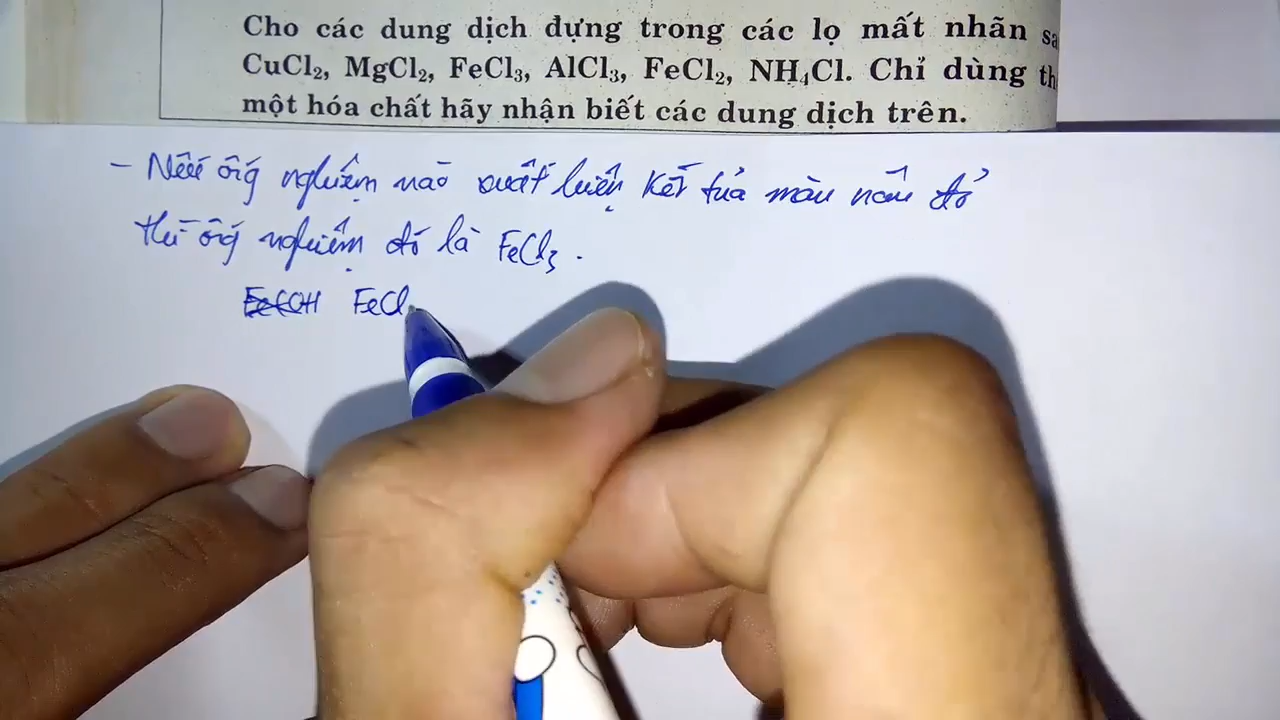 Cho các dung dịch đựng trong các lọ mất nhãn sa
CuCl₂, MgCl₂, FeCl₃, AlCl₃, FeCl₂, NH₄Cl. Chỉ dùng th
một hóa chất hãy nhận biết các dung dịch trên.
- Nếu ống nghiệm nào xuất hiện kết tủa màu nâu đỏ
thì ống nghiệm đó là FeCl₃.
FeCl